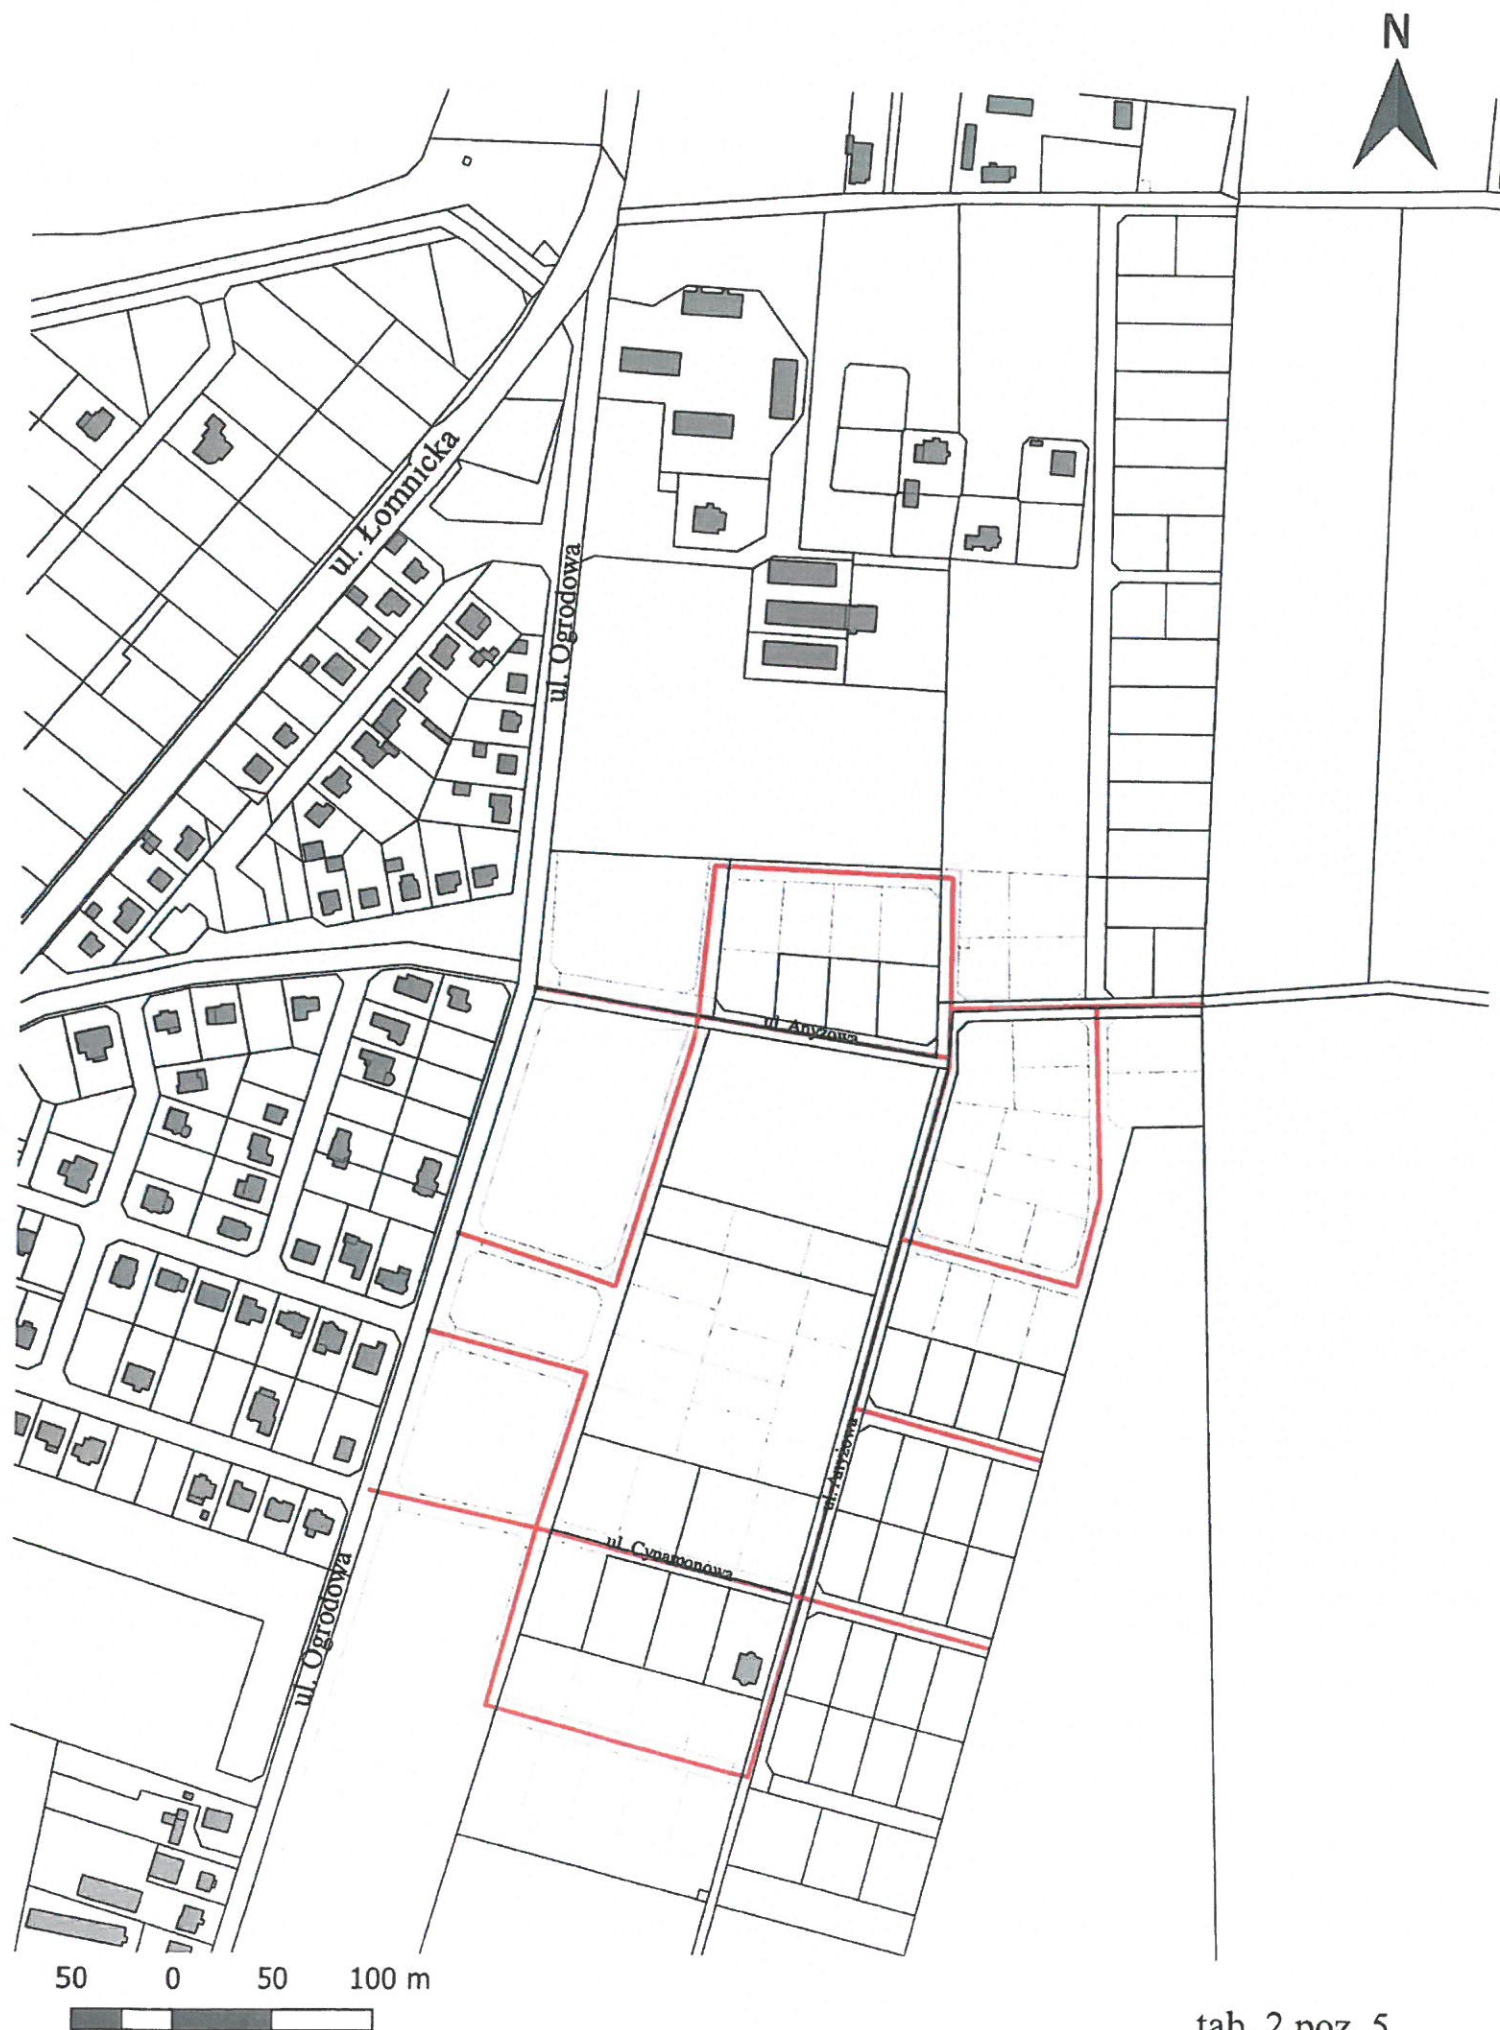 N
ul. Łomnicka
ul. Ogrodowa
ul. Anyżowa
ul. Anyżowa
ul. Cynamonowa
ul. Ogrodowa
50 0 50 100 m
tab. 2 poz. 5